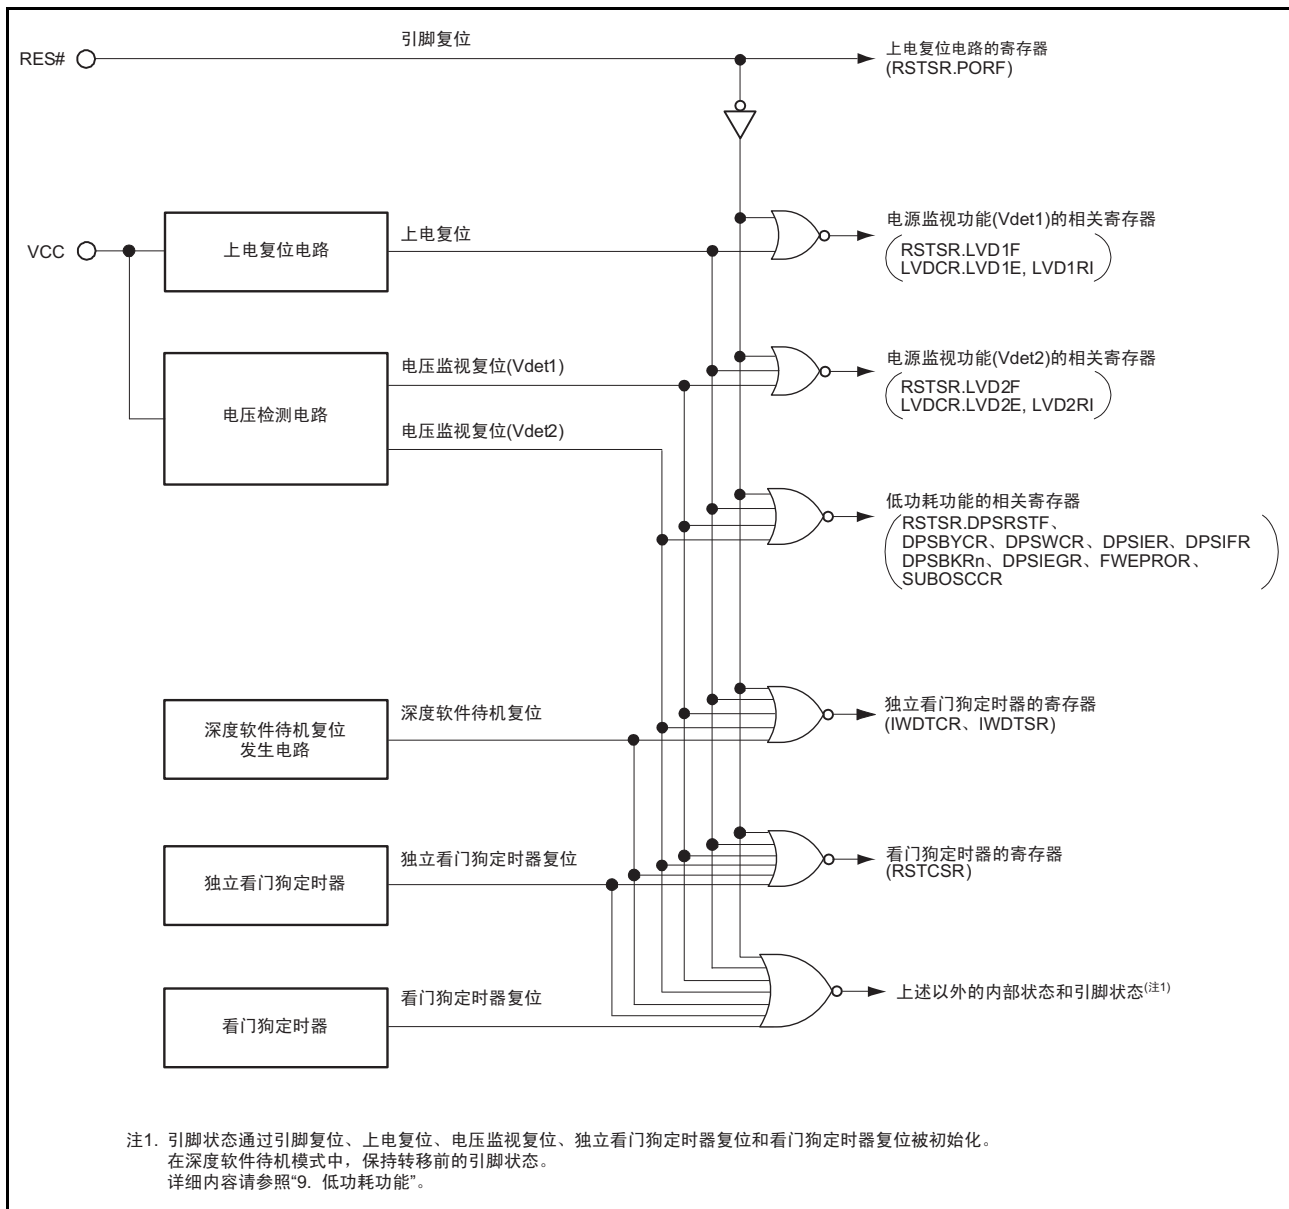 RES#
引脚复位
上电复位电路的寄存器
(RSTSR.PORF)
VCC
上电复位电路
上电复位
电源监视功能(Vdet1)的相关寄存器
RSTSR.LVD1F
LVDCR.LVD1E, LVD1RI
电压检测电路
电压监视复位(Vdet1)
电源监视功能(Vdet2)的相关寄存器
RSTSR.LVD2F
LVDCR.LVD2E, LVD2RI
电压监视复位(Vdet2)
低功耗功能的相关寄存器
RSTSR.DPSRSTF、
DPSBYCR、DPSWCR、DPSIER、DPSIFR
DPSBKRn、DPSIEGR、FWEPROR、
SUBOSCCR
深度软件待机复位
发生电路
深度软件待机复位
独立看门狗定时器的寄存器
(IWDTCR、IWDTSR)
独立看门狗定时器
独立看门狗定时器复位
看门狗定时器的寄存器
(RSTCSR)
看门狗定时器
看门狗定时器复位
上述以外的内部状态和引脚状态(注1)
注1. 引脚状态通过引脚复位、上电复位、电压监视复位、独立看门狗定时器复位和看门狗定时器复位被初始化。
在深度软件待机模式中，保持转移前的引脚状态。
详细内容请参照“9. 低功耗功能”。